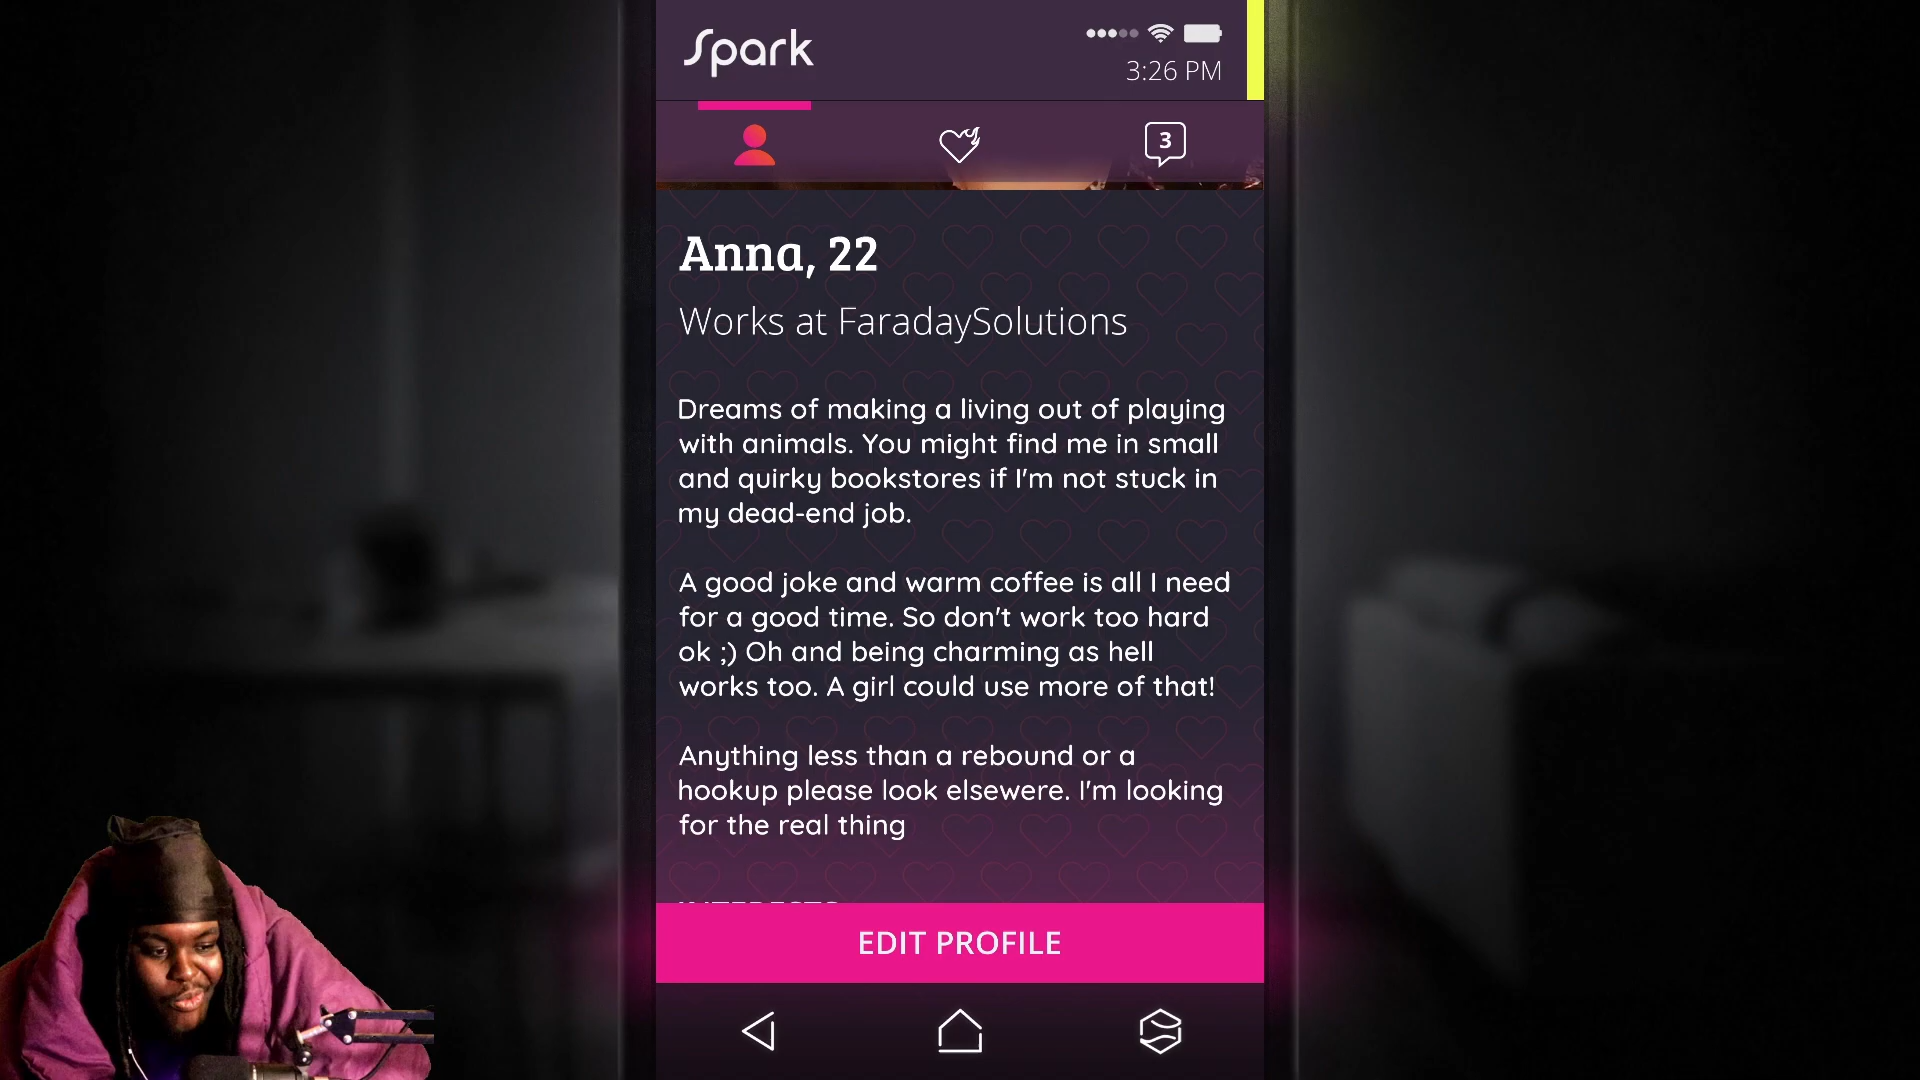 Spark
3:26 PM
3
Anna, 22
Works at FaradaySolutions
Dreams of making a living out of playing
with animals. You might find me in small
and quirky bookstores if I'm not stuck in
my dead-end job.
A good joke and warm coffee is all I need
for a good time. So don't work too hard
ok ;) Oh and being charming as hell
works too. A girl could use more of that!
Anything less than a rebound or a
hookup please look elsewere. I'm looking
for the real thing
EDIT PROFILE